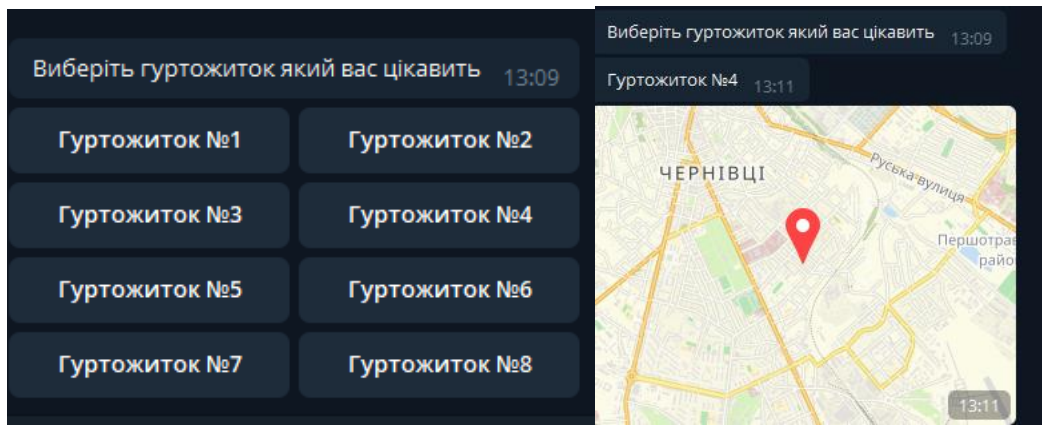 Виберіть гуртожиток який вас цікавить 13:09
Гуртожиток №1
Гуртожиток №2
Гуртожиток №3
Гуртожиток №4
Гуртожиток №5
Гуртожиток №6
Гуртожиток №7
Гуртожиток №8
Виберіть гуртожиток який вас цікавить 13:09
Гуртожиток №4 13:11
ЧЕРНІВЦІ
Руська вулиця
Першотрав
райо
13:11